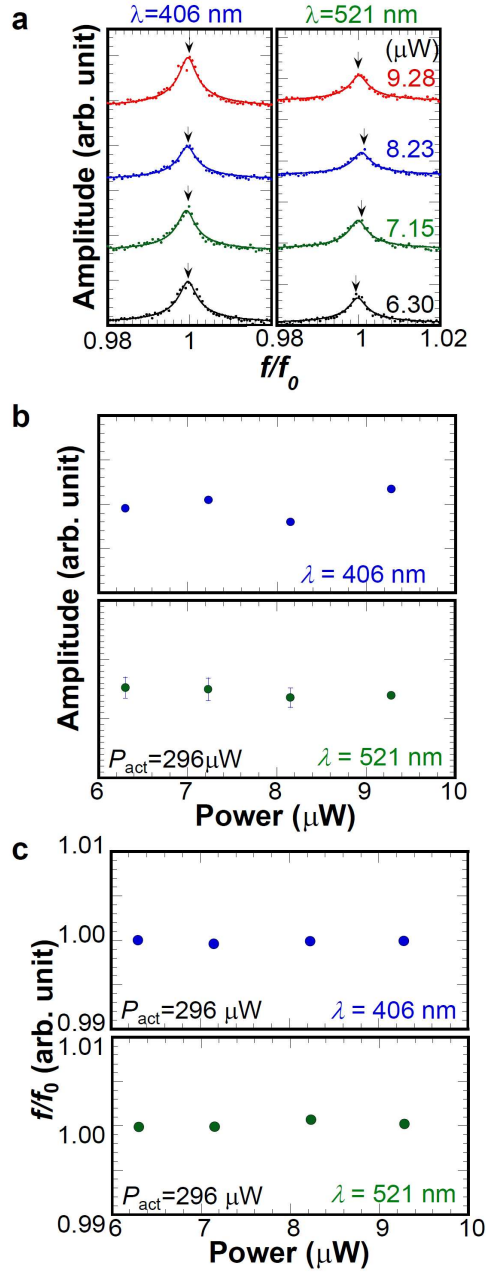 a
λ=406 nm
λ=521 nm
(μW)
9.28
8.23
7.15
6.30
Amplitude (arb. unit)
0.98
1
0.98
1
1.02
f/f0
b
λ = 406 nm
Amplitude (arb. unit)
Pact=296μW
λ = 521 nm
6
7
8
9
10
Power (μW)
c
1.01
1.00
0.99
Pact=296 μW
λ = 406 nm
f/f0 (arb. unit)
1.01
1.00
0.99
Pact=296 μW
λ = 521 nm
6
7
8
9
10
Power (μW)